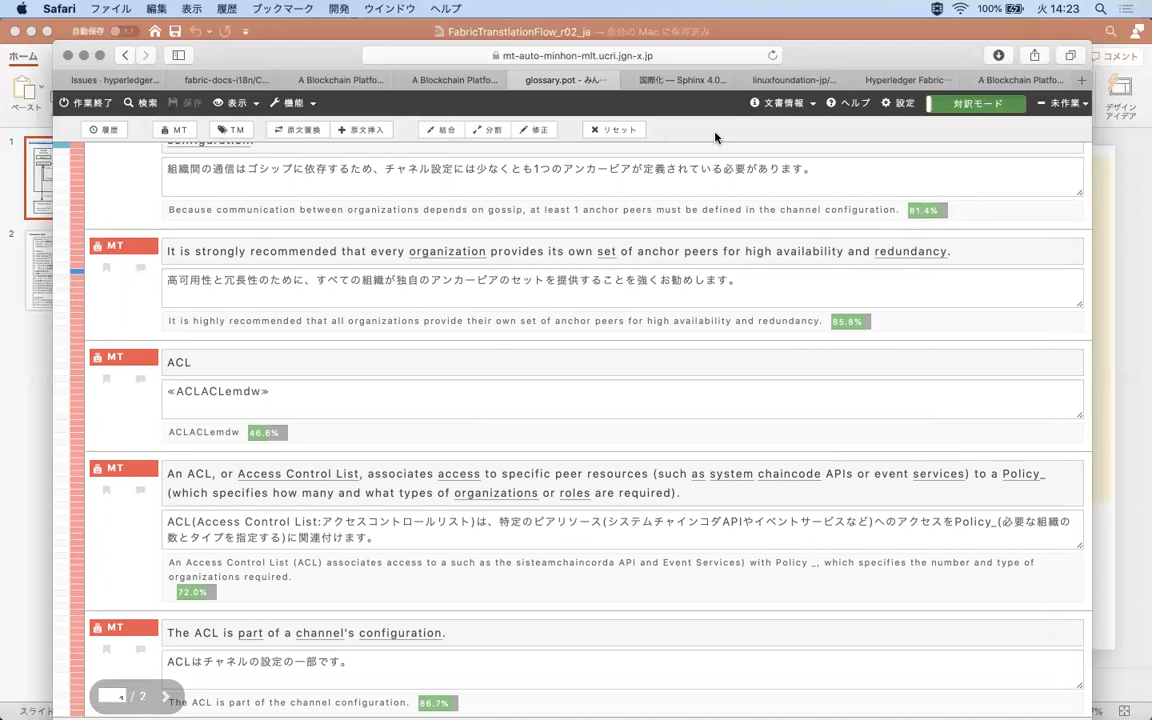 Safari ファイル 編集 表示 履歴 ブックマーク 開発 ウインドウ ヘルプ 100% 火 14:23
自動保存 FabricTranstlationFlow_r02_ja — 自分の Mac に保存済み
ホーム
mt-auto-minhon-mlt.ucri.jgn-x.jp
コメント
Issues · hyperledger... fabric-docs-i18n/C... A Blockchain Platfo... A Blockchain Platfo... glossary.pot - みん... 国際化 — Sphinx 4.0... linuxfoundation-jp/... Hyperledger Fabric... A Blockchain Platfo...
ペースト
デザイン
アイデア
作業終了 検索 保存 表示 機能 文書情報 ヘルプ 設定 対訳モード 未作業
履歴 MT TM 原文置換 原文挿入 結合 分割 修正 リセット
configuration.
組織間の通信はゴシップに依存するため、チャネル設定には少なくとも1つのアンカーピアが定義されている必要があります。
Because communication between organizations depends on gossip, at least 1 anchor peers must be defined in the channel configuration. 81.4%
1
2
MT
It is strongly recommended that every organization provides its own set of anchor peers for high availability and redundancy.
高可用性と冗長性のために、すべての組織が独自のアンカーピアのセットを提供することを強くお勧めします。
It is highly recommended that all organizations provide their own set of anchor peers for high availability and redundancy. 85.8%
MT
ACL
≪ACLACLemdw≫
ACLACLemdw 46.6%
MT
An ACL, or Access Control List, associates access to specific peer resources (such as system chaincode APIs or event services) to a Policy_
(which specifies how many and what types of organizations or roles are required).
ACL(Access Control List:アクセスコントロールリスト)は、特定のピアリソース(システムチャインコダAPIやイベントサービスなど)へのアクセスをPolicy_(必要な組織の
数とタイプを指定する)に関連付けます。
An Access Control List (ACL) associates access to a such as the sisteamchaincorda API and Event Services) with Policy _, which specifies the number and type of
organizations required.
72.0%
MT
The ACL is part of a channel's configuration.
ACLはチャネルの設定の一部です。
The ACL is part of the channel configuration. 86.7%
/ 2
スライド